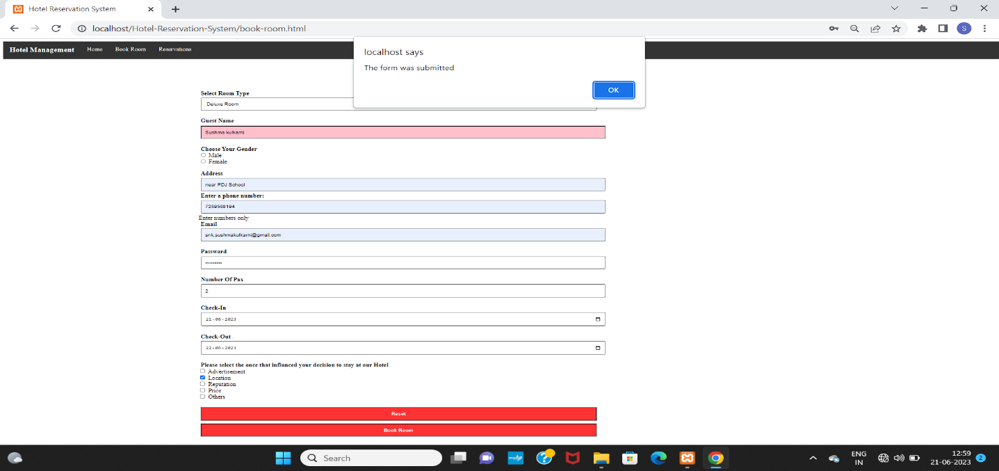 Hotel Reservation System
localhost/Hotel-Reservation-System/book-room.html
S
Hotel Management Home Book Room Reservations
localhost says
The form was submitted
OK
Select Room Type
Deluxe Room
Guest Name
Sushma kulkarni
Choose Your Gender
Male
Female
Address
near PDJ School
Enter a phone number:
7259568194
Enter numbers only
Email
snk.sushmakulkarni@gmail.com
Password
Number Of Pax
2
Check-In
21-06-2023
Check-Out
22-06-2023
Please select the once that influnced your decision to stay at our Hotel
Advertisement
Location
Reputation
Price
Others
Reset
Book Room
Search
myhp
ENG
IN
12:59
21-06-2023
2